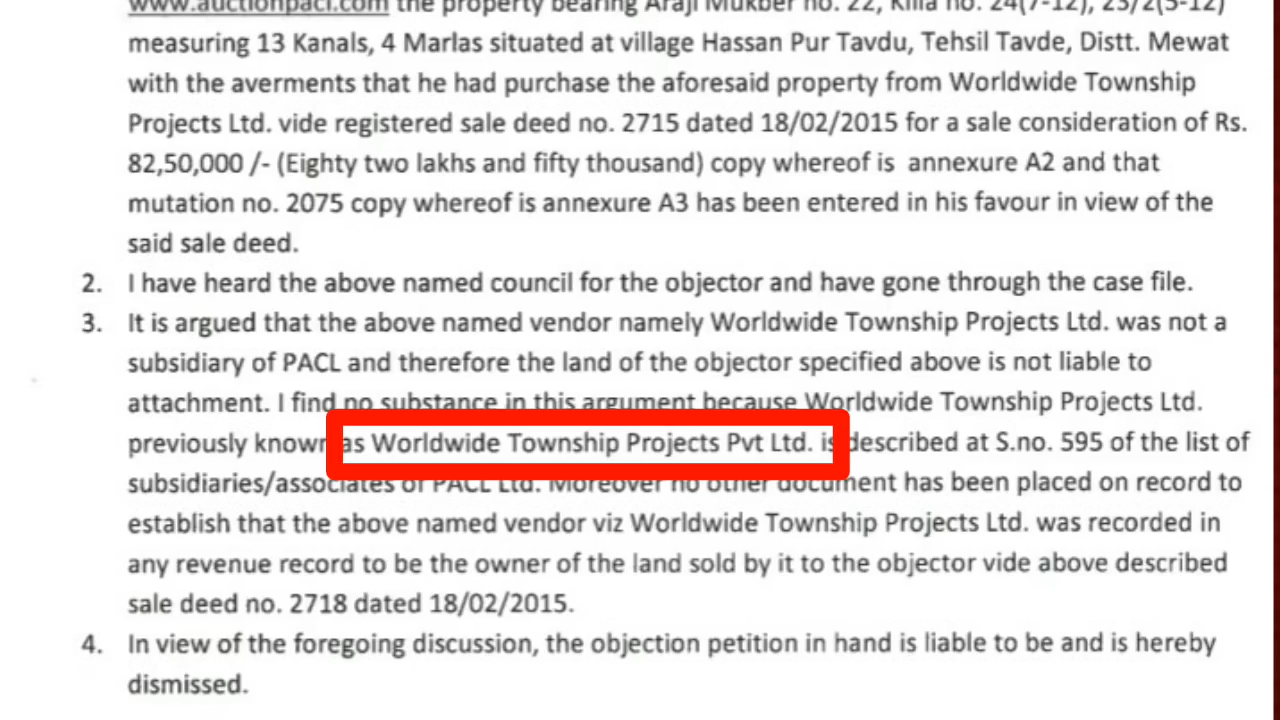 www.auctionpacl.com the property bearing Araji Mukber no. 22, Killa no. 24(7-12), 23/2(5-12)
measuring 13 Kanals, 4 Marlas situated at village Hassan Pur Tavdu, Tehsil Tavde, Distt. Mewat
with the averments that he had purchase the aforesaid property from Worldwide Township
Projects Ltd. vide registered sale deed no. 2715 dated 18/02/2015 for a sale consideration of Rs.
82,50,000 /- (Eighty two lakhs and fifty thousand) copy whereof is annexure A2 and that
mutation no. 2075 copy whereof is annexure A3 has been entered in his favour in view of the
said sale deed.
2. I have heard the above named council for the objector and have gone through the case file.
3. It is argued that the above named vendor namely Worldwide Township Projects Ltd. was not a
subsidiary of PACL and therefore the land of the objector specified above is not liable to
attachment. I find no substance in this argument because Worldwide Township Projects Ltd.
previously known as Worldwide Township Projects Pvt Ltd. is described at S.no. 595 of the list of
subsidiaries/associates of PACL Ltd. Moreover no other document has been placed on record to
establish that the above named vendor viz Worldwide Township Projects Ltd. was recorded in
any revenue record to be the owner of the land sold by it to the objector vide above described
sale deed no. 2718 dated 18/02/2015.
4. In view of the foregoing discussion, the objection petition in hand is liable to be and is hereby
dismissed.